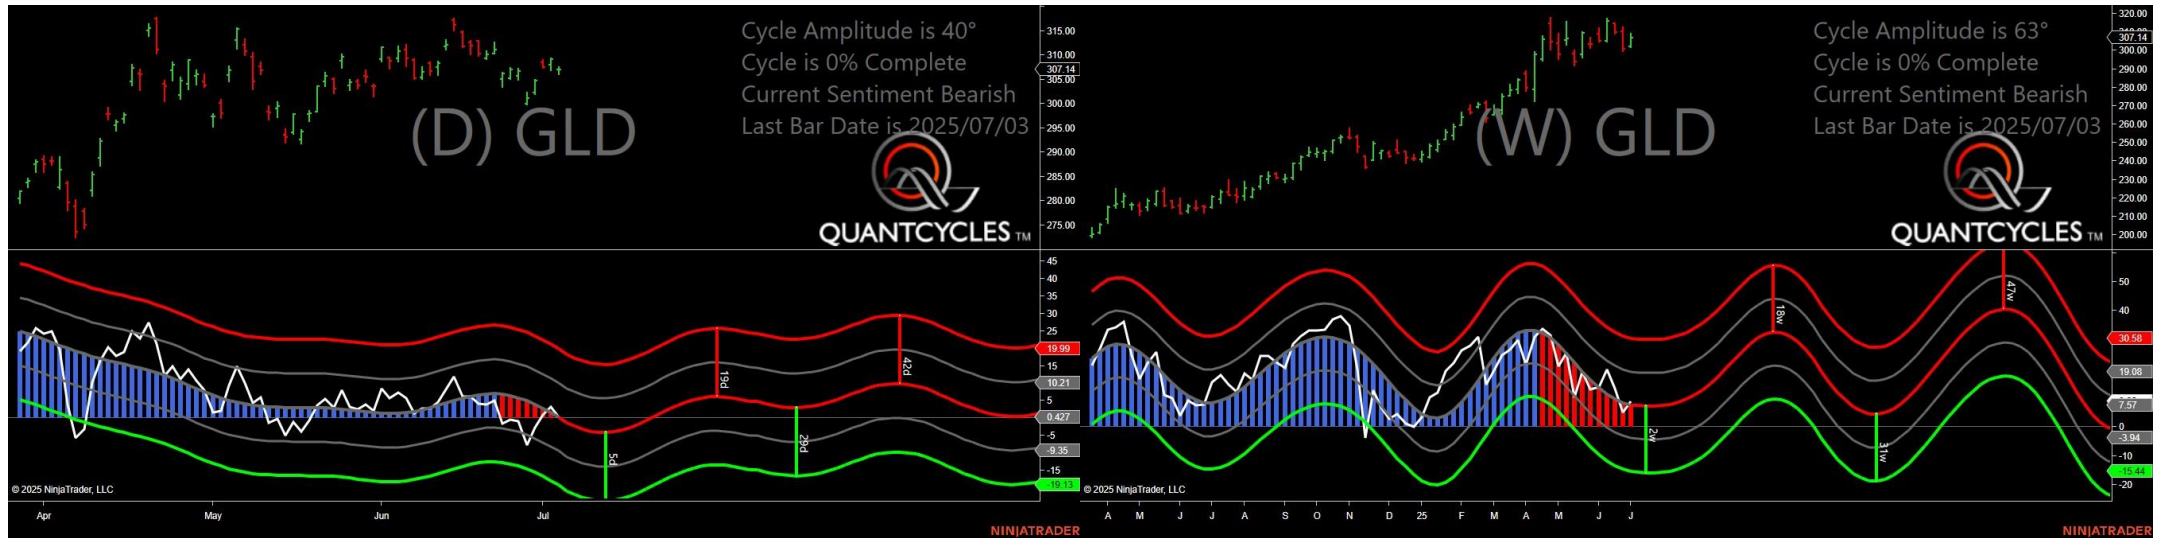 Cycle Amplitude is 40°
Cycle is 0% Complete
Current Sentiment Bearish
Last Bar Date is 2025/07/03
(D) GLD
QUANTCYCLES TM
315.00
310.00
307.14
305.00
300.00
295.00
290.00
285.00
280.00
275.00
45
40
35
30
25
19.99
15
10.21
5
0.427
-5
-9.35
-15
-19.13
5d
19d
29d
42d
© 2025 NinjaTrader, LLC
Apr May Jun Jul
NINJATRADER
Cycle Amplitude is 63°
Cycle is 0% Complete
Current Sentiment Bearish
Last Bar Date is 2025/07/03
(W) GLD
QUANTCYCLES TM
320.00
307.14
300.00
290.00
280.00
270.00
260.00
250.00
240.00
230.00
220.00
210.00
200.00
50
40
30.58
19.08
7.57
0
-3.94
-10
-15.44
-20
2w
18w
31w
47w
© 2025 NinjaTrader, LLC
A M J J A S O N D 25 F M A M J J
NINJATRADER